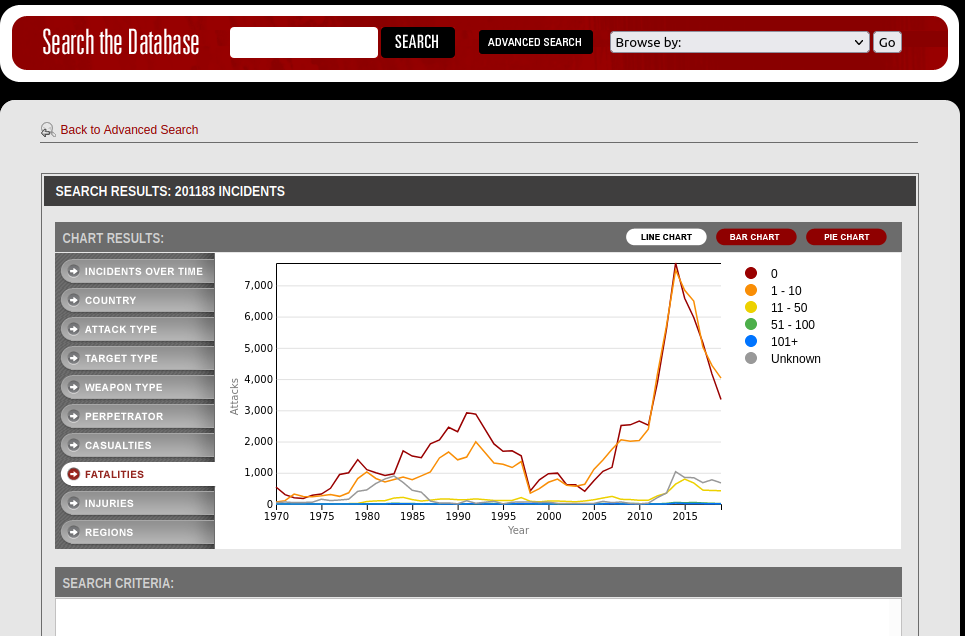 Search the Database SEARCH ADVANCED SEARCH Browse by: Go
Back to Advanced Search
SEARCH RESULTS: 201183 INCIDENTS
CHART RESULTS: LINE CHART BAR CHART PIE CHART
INCIDENTS OVER TIME
COUNTRY
ATTACK TYPE
TARGET TYPE
WEAPON TYPE
PERPETRATOR
CASUALTIES
FATALITIES
INJURIES
REGIONS
7,000
6,000
5,000
4,000
3,000
2,000
1,000
0
Attacks
1970 1975 1980 1985 1990 1995 2000 2005 2010 2015
Year
0
1 - 10
11 - 50
51 - 100
101+
Unknown
SEARCH CRITERIA: